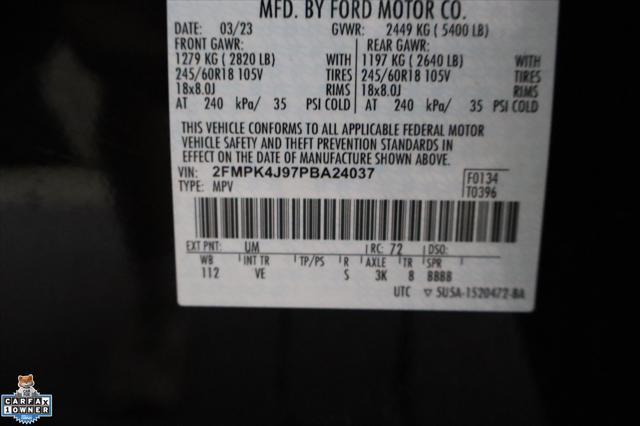 MFD. BY FORD MOTOR CO.
DATE: 03/23 GVWR: 2449 KG ( 5400 LB)
FRONT GAWR: REAR GAWR:
1279 KG ( 2820 LB) WITH 1197 KG ( 2640 LB) WITH
245/60R18 105V TIRES 245/60R18 105V TIRES
18x8.0J RIMS 18x8.0J RIMS
AT 240 kPa/ 35 PSI COLD AT 240 kPa/ 35 PSI COLD
THIS VEHICLE CONFORMS TO ALL APPLICABLE FEDERAL MOTOR
VEHICLE SAFETY AND THEFT PREVENTION STANDARDS IN
EFFECT ON THE DATE OF MANUFACTURE SHOWN ABOVE.
VIN: 2FMPK4J97PBA24037 F0134
TYPE: MPV T0396
EXT PNT: UM RC: 72 DSO:
WB INT TR TP/PS R AXLE TR SPR
112 VE S 3K 8 BBBB
UTC ▽ 5U5A-1520472-BA
CARFAX
1 OWNER